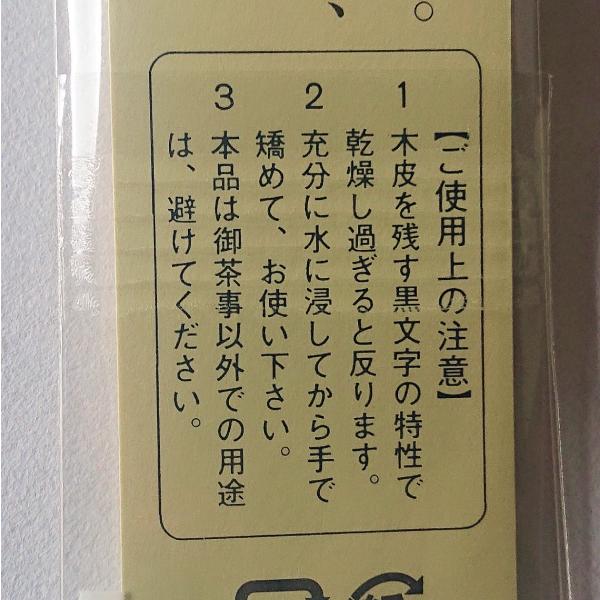 、。
【ご使用上の注意】
1 木皮を残す黒文字の特性で
乾燥し過ぎると反ります。
2 充分に水に浸してから手で
矯めて、お使い下さい。
3 本品は御茶事以外での用途
は、避けてください。